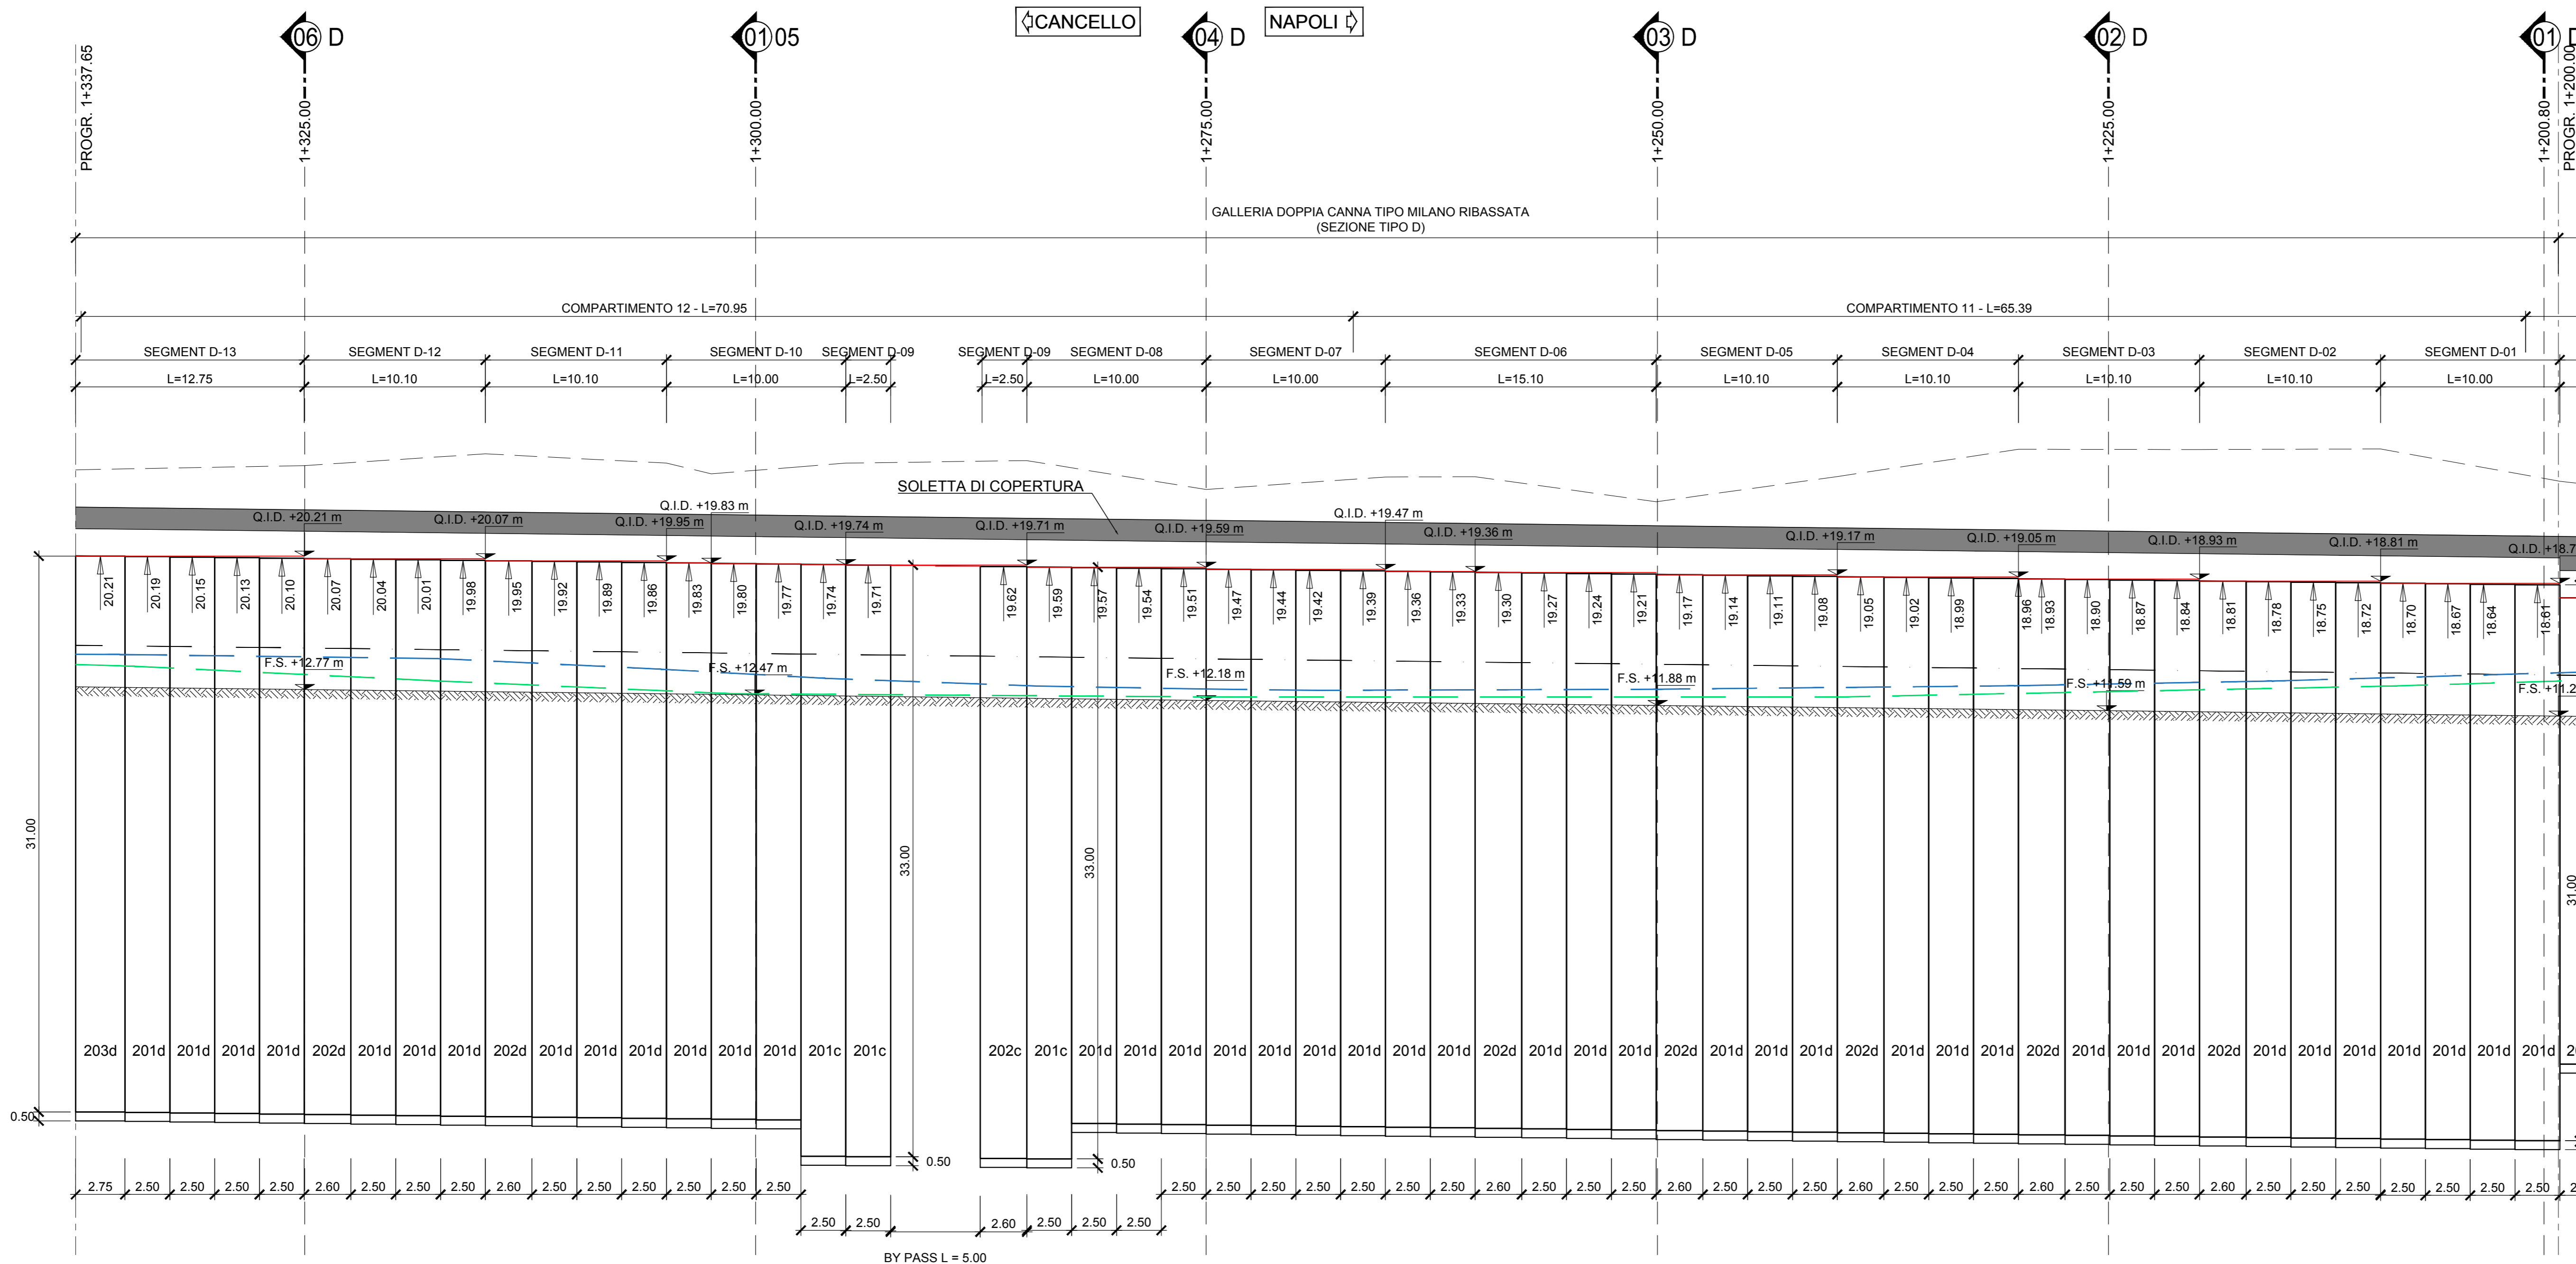 CANCELLO
NAPOLI
06 D
01 05
04 D
03 D
02 D
01
PROGR. 1+337.65
1+325.00
1+300.00
1+275.00
1+250.00
1+225.00
1+200.80
PROGR. 1+200.00
GALLERIA DOPPIA CANNA TIPO MILANO RIBASSATA
(SEZIONE TIPO D)
COMPARTIMENTO 12 - L=70.95
COMPARTIMENTO 11 - L=65.39
SEGMENT D-13 SEGMENT D-12 SEGMENT D-11 SEGMENT D-10 SEGMENT D-09 SEGMENT D-09 SEGMENT D-08 SEGMENT D-07 SEGMENT D-06 SEGMENT D-05 SEGMENT D-04 SEGMENT D-03 SEGMENT D-02 SEGMENT D-01
L=12.75 L=10.10 L=10.10 L=10.00 L=2.50 L=2.50 L=10.00 L=10.00 L=15.10 L=10.10 L=10.10 L=10.10 L=10.10 L=10.00
SOLETTA DI COPERTURA
Q.I.D. +20.21 m
Q.I.D. +20.07 m
Q.I.D. +19.95 m
Q.I.D. +19.83 m
Q.I.D. +19.74 m
Q.I.D. +19.71 m
Q.I.D. +19.59 m
Q.I.D. +19.47 m
Q.I.D. +19.36 m
Q.I.D. +19.17 m
Q.I.D. +19.05 m
Q.I.D. +18.93 m
Q.I.D. +18.81 m
Q.I.D. +18.7
20.21 20.19 20.15 20.13 20.10 20.07 20.04 20.01 19.98 19.95 19.92 19.89 19.86 19.83 19.80 19.77 19.74 19.71 19.62 19.59 19.57 19.54 19.51 19.47 19.44 19.42 19.39 19.36 19.33 19.30 19.27 19.24 19.21 19.17 19.14 19.11 19.08 19.05 19.02 18.99 18.96 18.93 18.90 18.87 18.84 18.81 18.78 18.75 18.72 18.70 18.67 18.64 18.61
F.S. +12.77 m
F.S. +12.47 m
F.S. +12.18 m
F.S. +11.88 m
F.S. +11.59 m
F.S. +11.2
31.00
33.00
33.00
31.00
203d 201d 201d 201d 201d 202d 201d 201d 201d 202d 201d 201d 201d 201d 201d 201d 201c 201c 202c 201c 201d 201d 201d 201d 201d 201d 201d 201d 201d 202d 201d 201d 201d 202d 201d 201d 201d 202d 201d 201d 201d 202d 201d 201d 201d 202d 201d 201d 201d 201d 201d 201d 201d
0.50
0.50
0.50
2.75 2.50 2.50 2.50 2.50 2.60 2.50 2.50 2.50 2.60 2.50 2.50 2.50 2.50 2.50 2.50 2.50 2.50 2.50 2.50 2.50 2.50 2.50 2.60 2.50 2.50 2.50 2.60 2.50 2.50 2.50 2.60 2.50 2.50 2.60 2.50 2.50 2.50 2.60 2.50 2.50 2.50 2.50 2.50 2.50 2.50
2.50 2.50 2.60 2.50 2.50 2.50
BY PASS L = 5.00